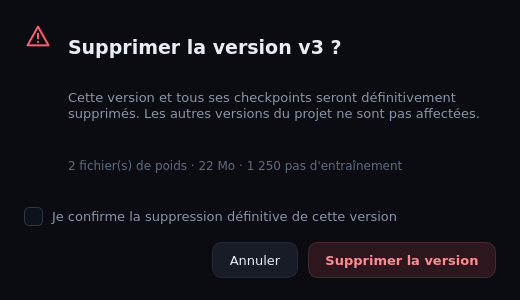 Supprimer la version v3 ?
Cette version et tous ses checkpoints seront définitivement
supprimés. Les autres versions du projet ne sont pas affectées.
2 fichier(s) de poids · 22 Mo · 1 250 pas d'entraînement
Je confirme la suppression définitive de cette version
Annuler
Supprimer la version